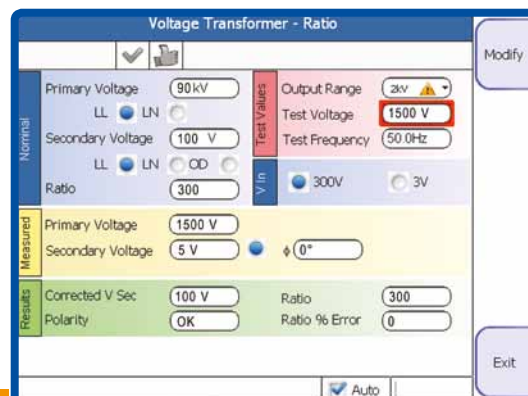 Voltage Transformer - Ratio
Modify
Nominal
Primary Voltage 90kV
LL LN
Secondary Voltage 100 V
LL LN OD
Ratio 300
Test Values
Output Range 2kV
Test Voltage 1500 V
Test Frequency 50.0Hz
V In
300V 3V
Measured
Primary Voltage 1500 V
Secondary Voltage 5 V ϕ 0°
Results
Corrected V Sec 100 V Ratio 300
Polarity OK Ratio % Error 0
Exit
Auto